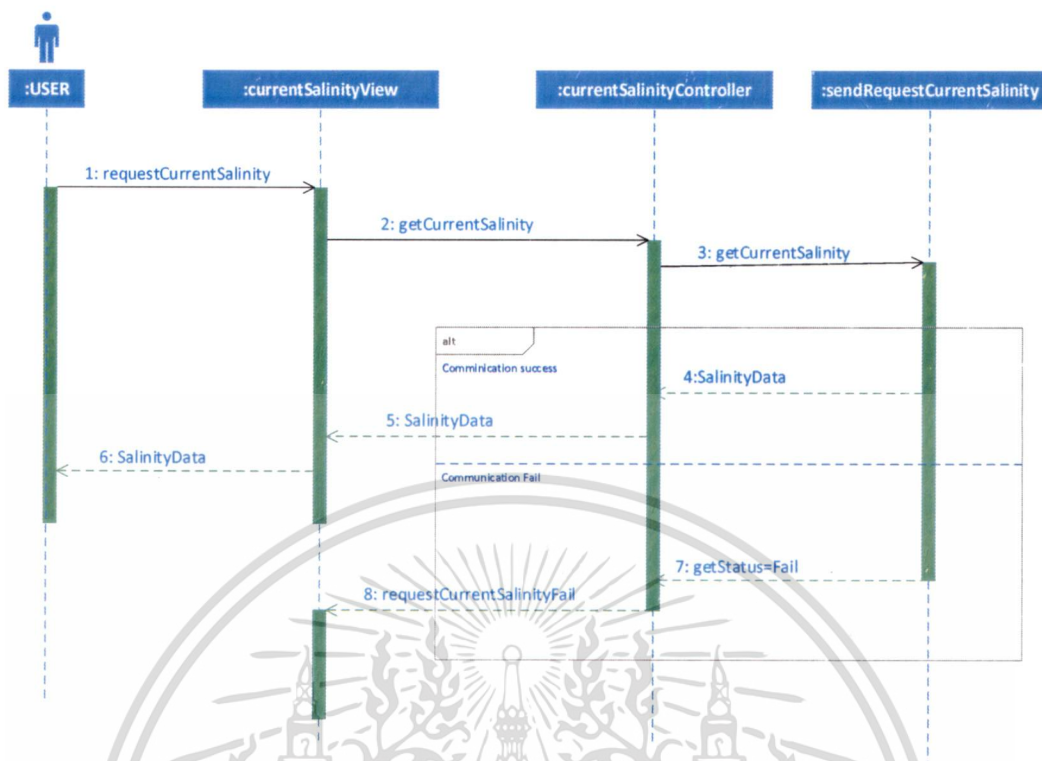 :USER
:currentSalinityView
:currentSalinityController
:sendRequestCurrentSalinity
1: requestCurrentSalinity
2: getCurrentSalinity
3: getCurrentSalinity
alt
Comminication success
4:SalinityData
5: SalinityData
6: SalinityData
Communication Fail
7: getStatus=Fail
8: requestCurrentSalinityFail